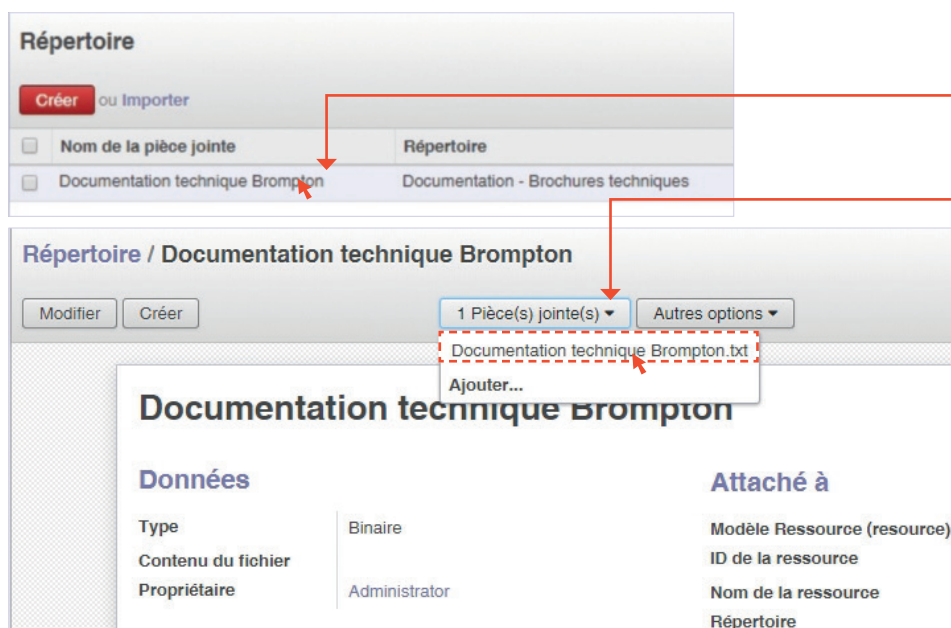 Répertoire
Créer ou Importer
Nom de la pièce jointe Répertoire
Documentation technique Brompton Documentation - Brochures techniques
Répertoire / Documentation technique Brompton
Modifier Créer 1 Pièce(s) jointe(s) Autres options
Documentation technique Brompton.txt
Ajouter...
Documentation technique Brompton
Données Attaché à
Type Binaire Modèle Ressource (resource)
Contenu du fichier ID de la ressource
Propriétaire Administrator Nom de la ressource
Répertoire